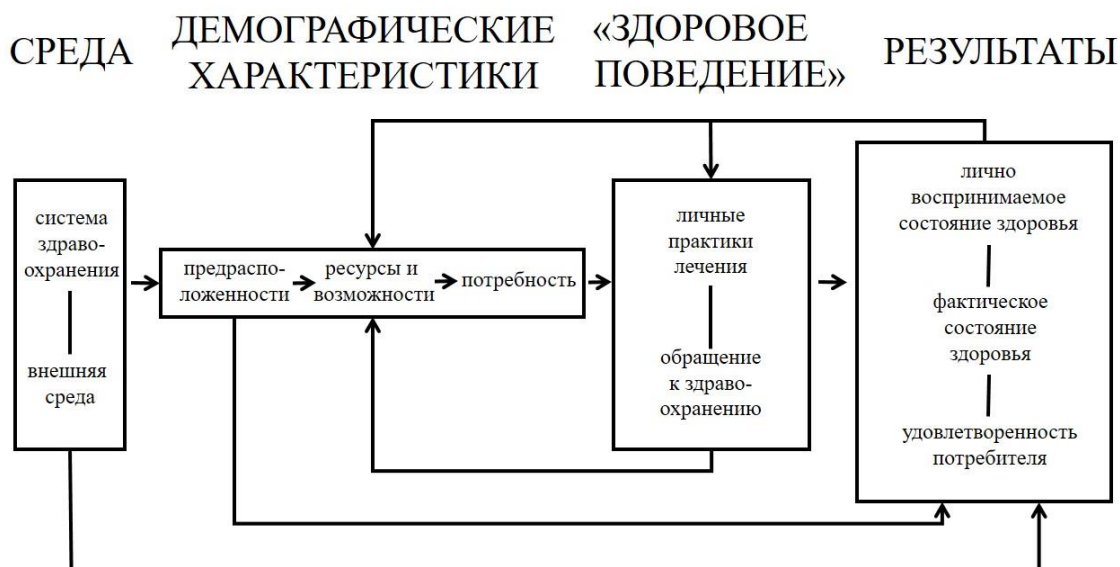 СРЕДА
ДЕМОГРАФИЧЕСКИЕ
ХАРАКТЕРИСТИКИ
«ЗДОРОВОЕ
ПОВЕДЕНИЕ»
РЕЗУЛЬТАТЫ
система
здраво-
охранения
внешняя
среда
предраспо-
ложенности
ресурсы и
возможности
потребность
личные
практики
лечения
обращение
к здраво-
охранению
лично
воспринимаемое
состояние здоровья
фактическое
состояние
здоровья
удовлетворенность
потребителя